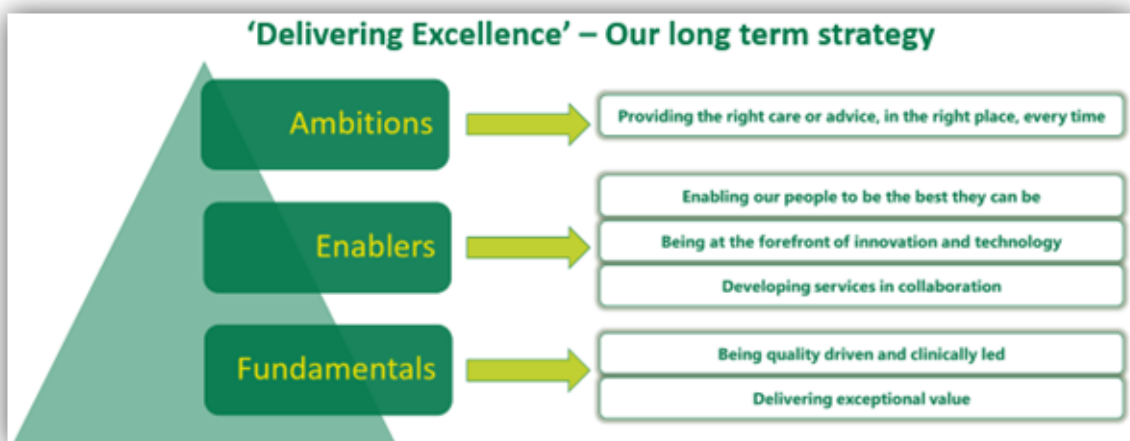 ‘Delivering Excellence’ – Our long term strategy
Ambitions
Providing the right care or advice, in the right place, every time
Enablers
Enabling our people to be the best they can be
Being at the forefront of innovation and technology
Developing services in collaboration
Fundamentals
Being quality driven and clinically led
Delivering exceptional value